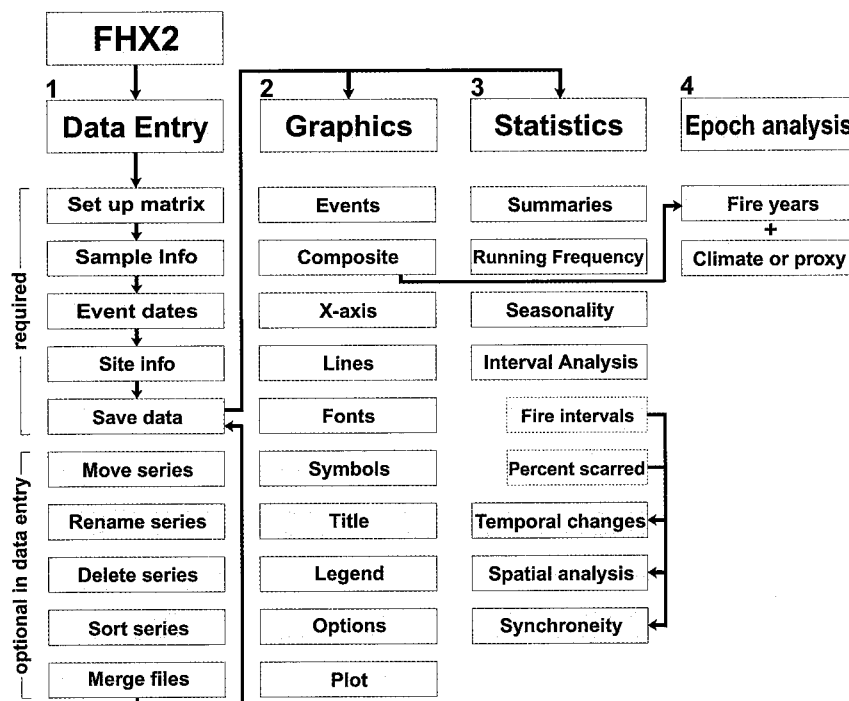 FHX2
1
Data Entry
required
Set up matrix
Sample Info
Event dates
Site info
Save data
optional in data entry
Move series
Rename series
Delete series
Sort series
Merge files
2
Graphics
Events
Composite
X-axis
Lines
Fonts
Symbols
Title
Legend
Options
Plot
3
Statistics
Summaries
Running Frequency
Seasonality
Interval Analysis
Fire intervals
Percent scarred
Temporal changes
Spatial analysis
Synchroneity
4
Epoch analysis
Fire years
+
Climate or proxy